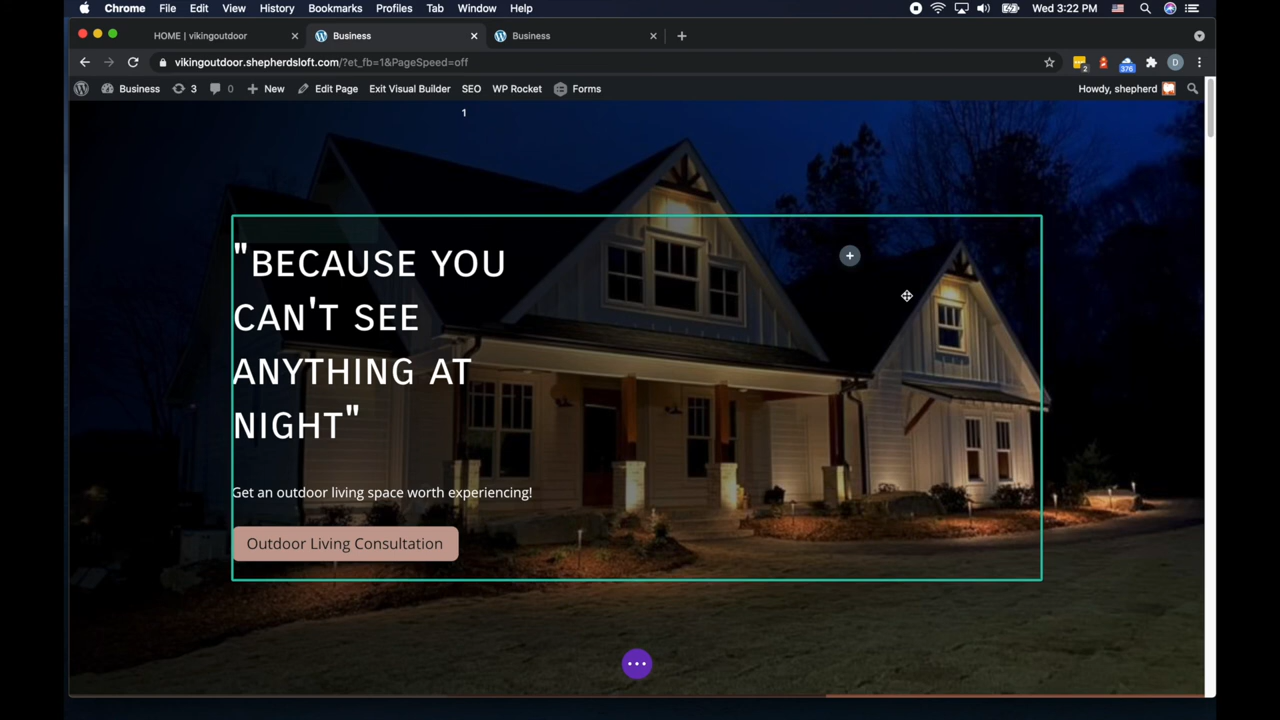 Chrome File Edit View History Bookmarks Profiles Tab Window Help Wed 3:22 PM
HOME | vikingoutdoor Business Business
vikingoutdoor.shepherdsloft.com/?et_fb=1&PageSpeed=off 2 376 D
Business 3 0 New Edit Page Exit Visual Builder SEO WP Rocket Forms Howdy, shepherd
1
"BECAUSE YOU
CAN'T SEE
ANYTHING AT
NIGHT"
Get an outdoor living space worth experiencing!
Outdoor Living Consultation